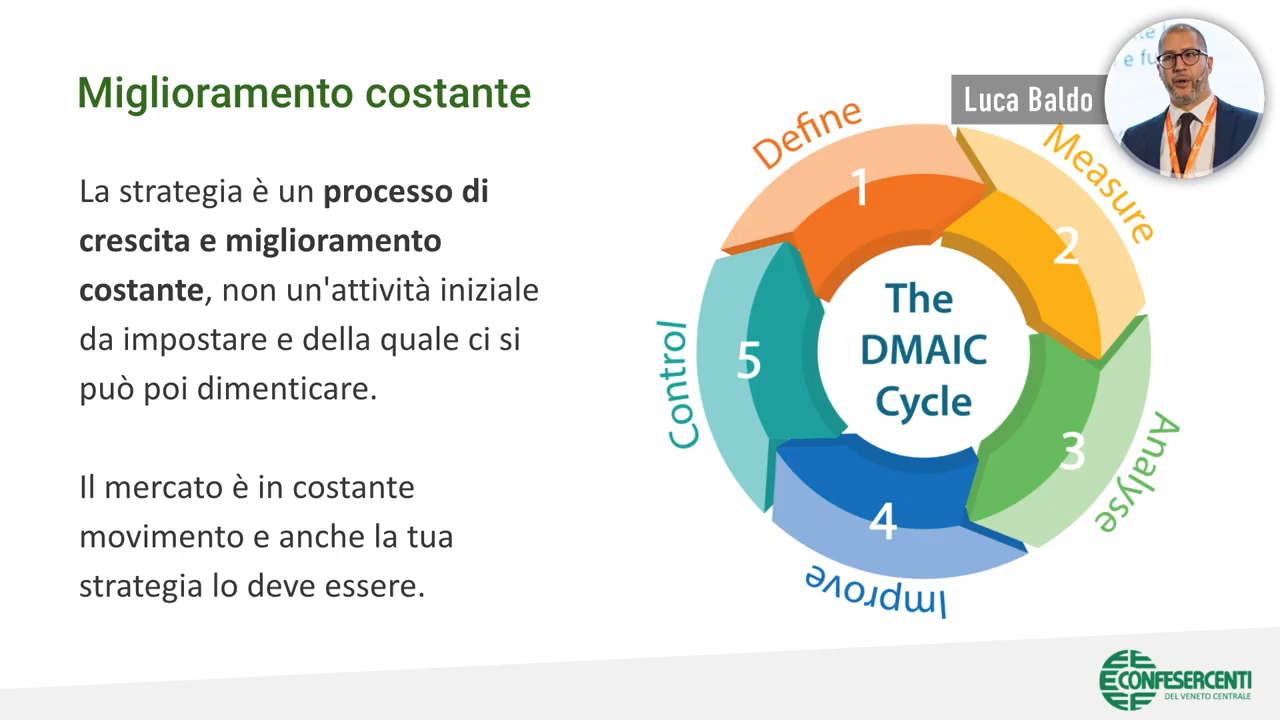 Miglioramento costante
La strategia è un processo di
crescita e miglioramento
costante, non un'attività iniziale
da impostare e della quale ci si
può poi dimenticare.
Il mercato è in costante
movimento e anche la tua
strategia lo deve essere.
Luca Baldo
Define
1
Measure
2
Analyse
3
Improve
4
Control
5
The
DMAIC
Cycle
CONFESERCENTI
DEL VENETO CENTRALE